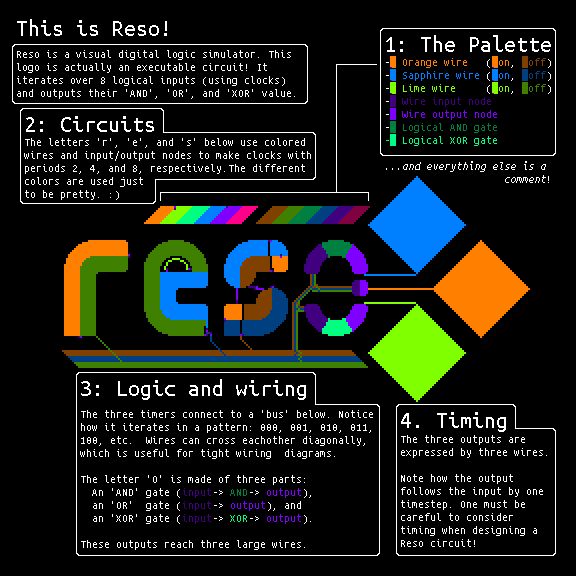 This is Reso!
Reso is a visual digital logic simulator. This
logo is actually an executable circuit! It
iterates over 8 logical inputs (using clocks)
and outputs their 'AND', 'OR', and 'XOR' value.
1: The Palette
-Orange wire (on, off)
-Sapphire wire (on, off)
-Lime wire (on, off)
-Wire input node
-Wire output node
-Logical AND gate
-Logical XOR gate
...and everything else is a
comment!
2: Circuits
The letters 'r', 'e', and 's' below use colored
wires and input/output nodes to make clocks with
periods 2, 4, and 8, respectively.The different
colors are used just
to be pretty. :)
reso
3: Logic and wiring
The three timers connect to a 'bus' below. Notice
how it iterates in a pattern: 000, 001, 010, 011,
100, etc. Wires can cross eachother diagonally,
which is useful for tight wiring diagrams.
The letter 'O' is made of three parts:
An 'AND' gate (input-> AND-> output),
an 'OR' gate (input-> output), and
an 'XOR' gate (input-> XOR-> output).
These outputs reach three large wires.
4. Timing
The three outputs are
expressed by three wires.
Note how the output
follows the input by one
timestep. One must be
careful to consider
timing when designing a
Reso circuit!